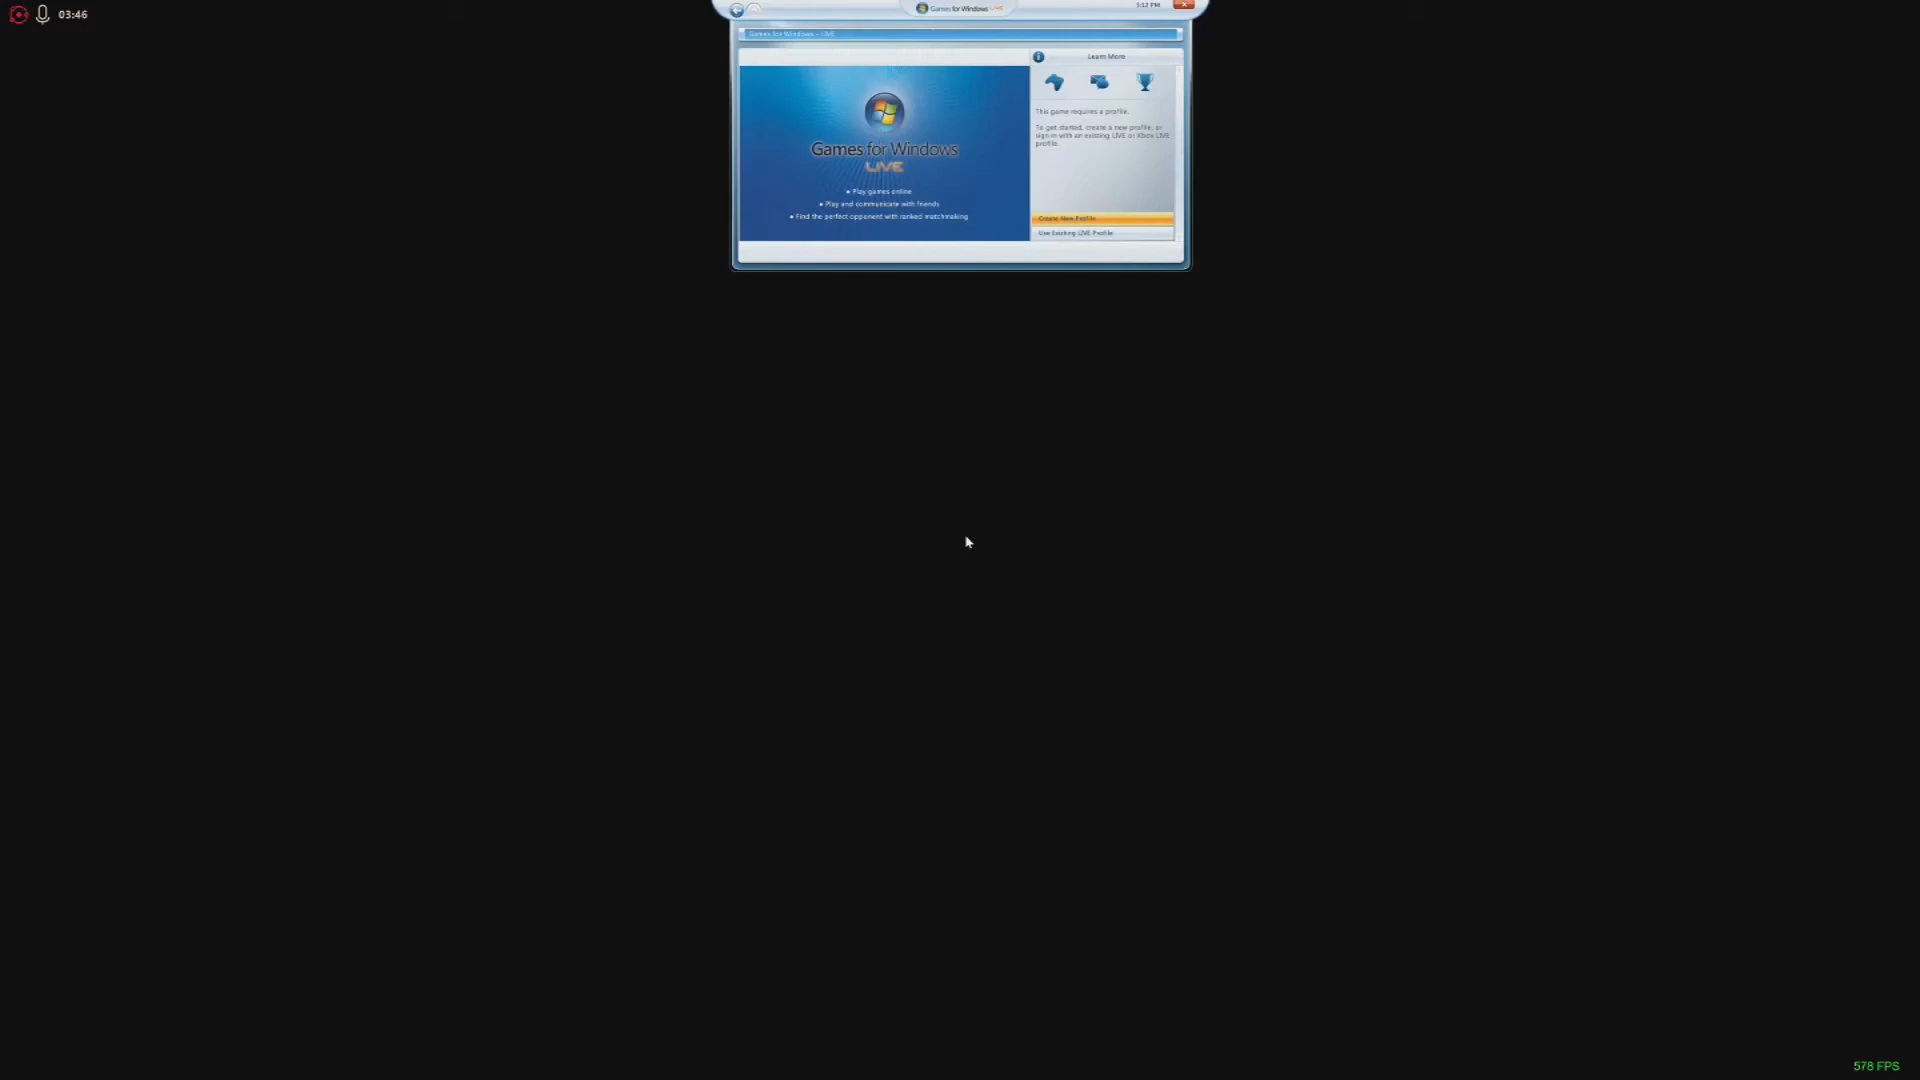 03:46
Games for Windows LIVE
5:12 PM
Games for Windows - LIVE
Learn More
Games for Windows
LIVE
• Play games online
• Play and communicate with friends
• Find the perfect opponent with ranked matchmaking
This game requires a profile.
To get started, create a new profile, or
sign in with an existing LIVE or Xbox LIVE
profile.
Create New Profile
Use Existing LIVE Profile
578 FPS